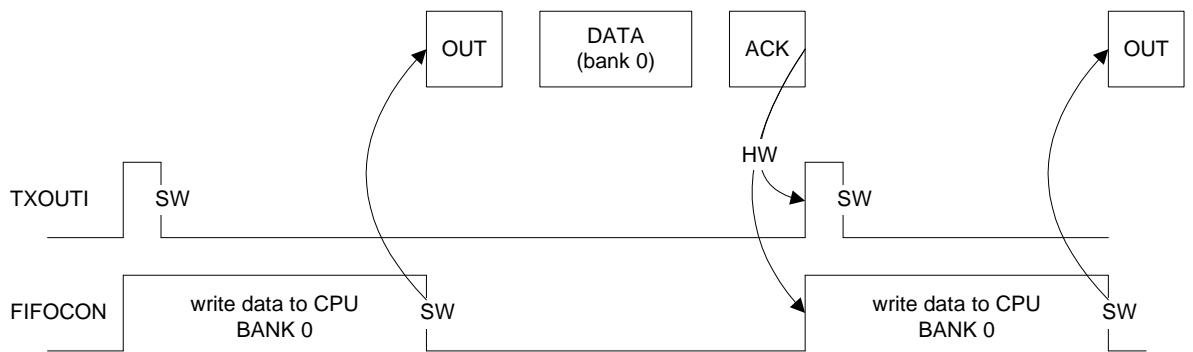 OUT
DATA
(bank 0)
ACK
OUT
HW
TXOUTI
SW
SW
FIFOCON
write data to CPU
BANK 0
SW
write data to CPU
BANK 0
SW